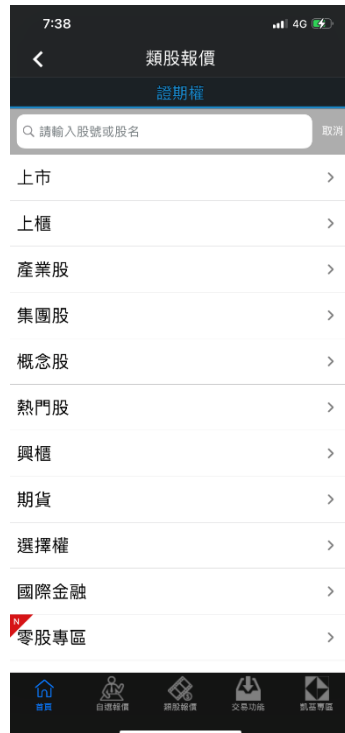 7:38
4G
類股報價
證期權
請輸入股號或股名
取消
上市
上櫃
產業股
集團股
概念股
熱門股
興櫃
期貨
選擇權
國際金融
N
零股專區
首頁
自選報價
類股報價
交易功能
凱基專區